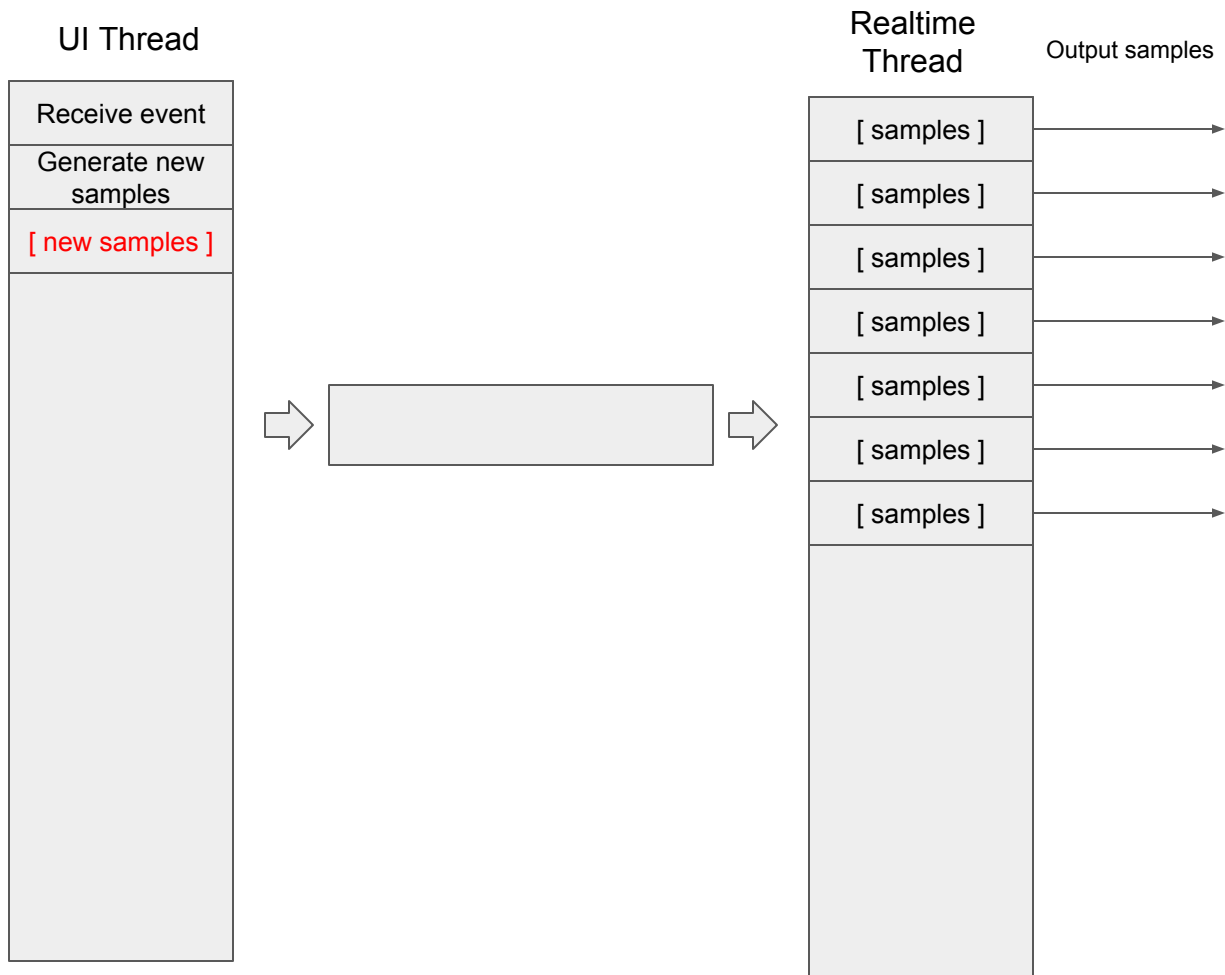 UI Thread
Receive event
Generate new
samples
[ new samples ]
Realtime
Thread
Output samples
[ samples ]
[ samples ]
[ samples ]
[ samples ]
[ samples ]
[ samples ]
[ samples ]